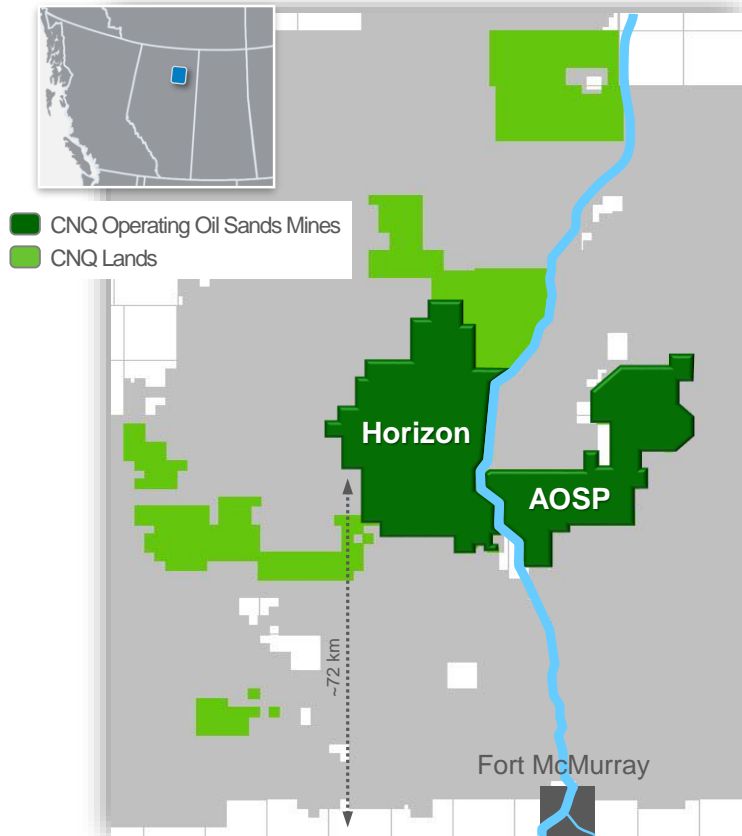 CNQ Operating Oil Sands Mines
CNQ Lands
Horizon
AOSP
~72 km
Fort McMurray